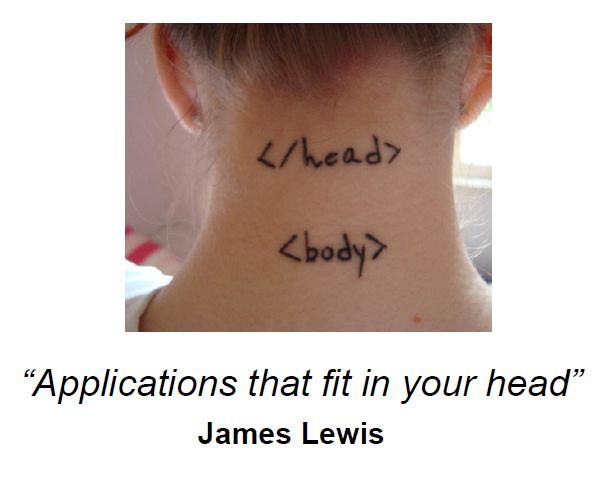 </head>
<body>
“Applications that fit in your head”
James Lewis